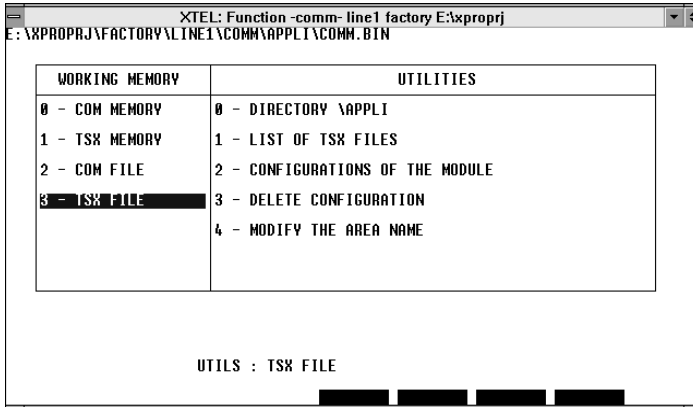 XTEL: Function -comm- line1 factory E:\xproprj
E:\XPROPRJ\FACTORY\LINE1\COMM\APPLI\COMM.BIN
WORKING MEMORY UTILITIES
0 - COM MEMORY 0 - DIRECTORY \APPLI
1 - TSX MEMORY 1 - LIST OF TSX FILES
2 - COM FILE 2 - CONFIGURATIONS OF THE MODULE
3 - TSX FILE 3 - DELETE CONFIGURATION
4 - MODIFY THE AREA NAME
UTILS : TSX FILE